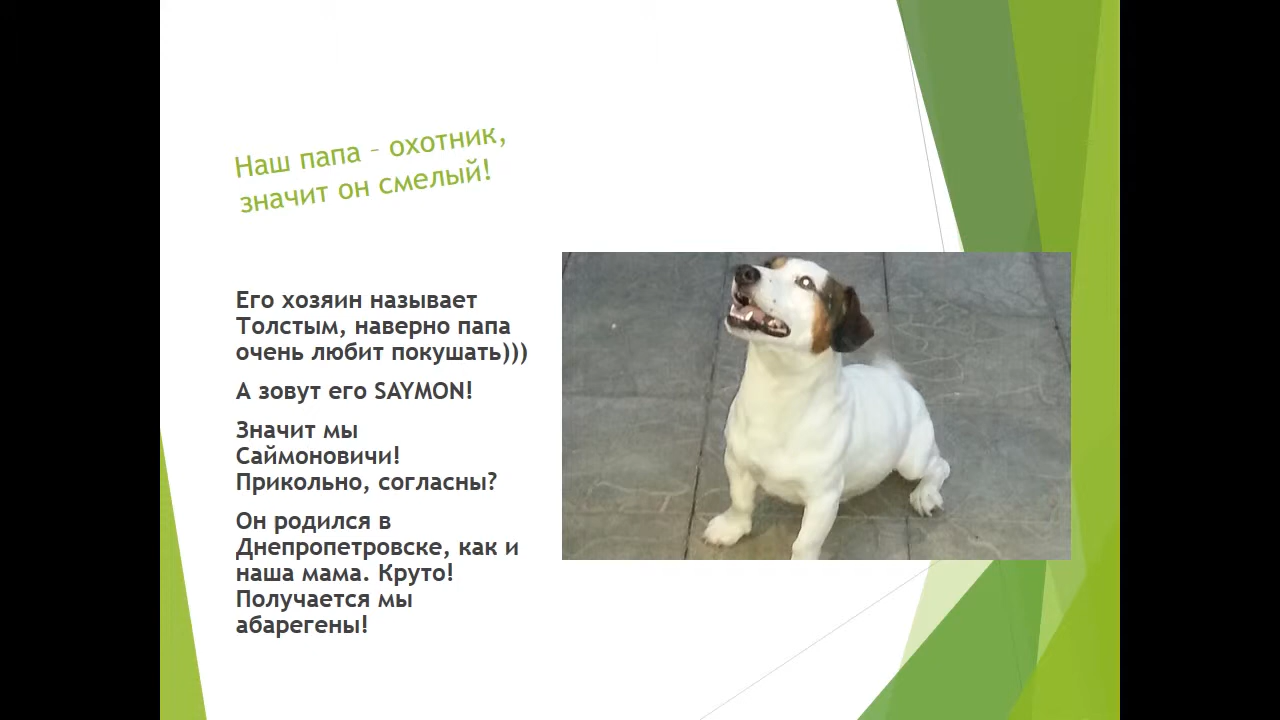 Наш папа – охотник,
значит он смелый!
Его хозяин называет
Толстым, наверно папа
очень любит покушать)))
А зовут его SAYMON!
Значит мы
Саймоновичи!
Прикольно, согласны?
Он родился в
Днепропетровске, как и
наша мама. Круто!
Получается мы
абарегены!